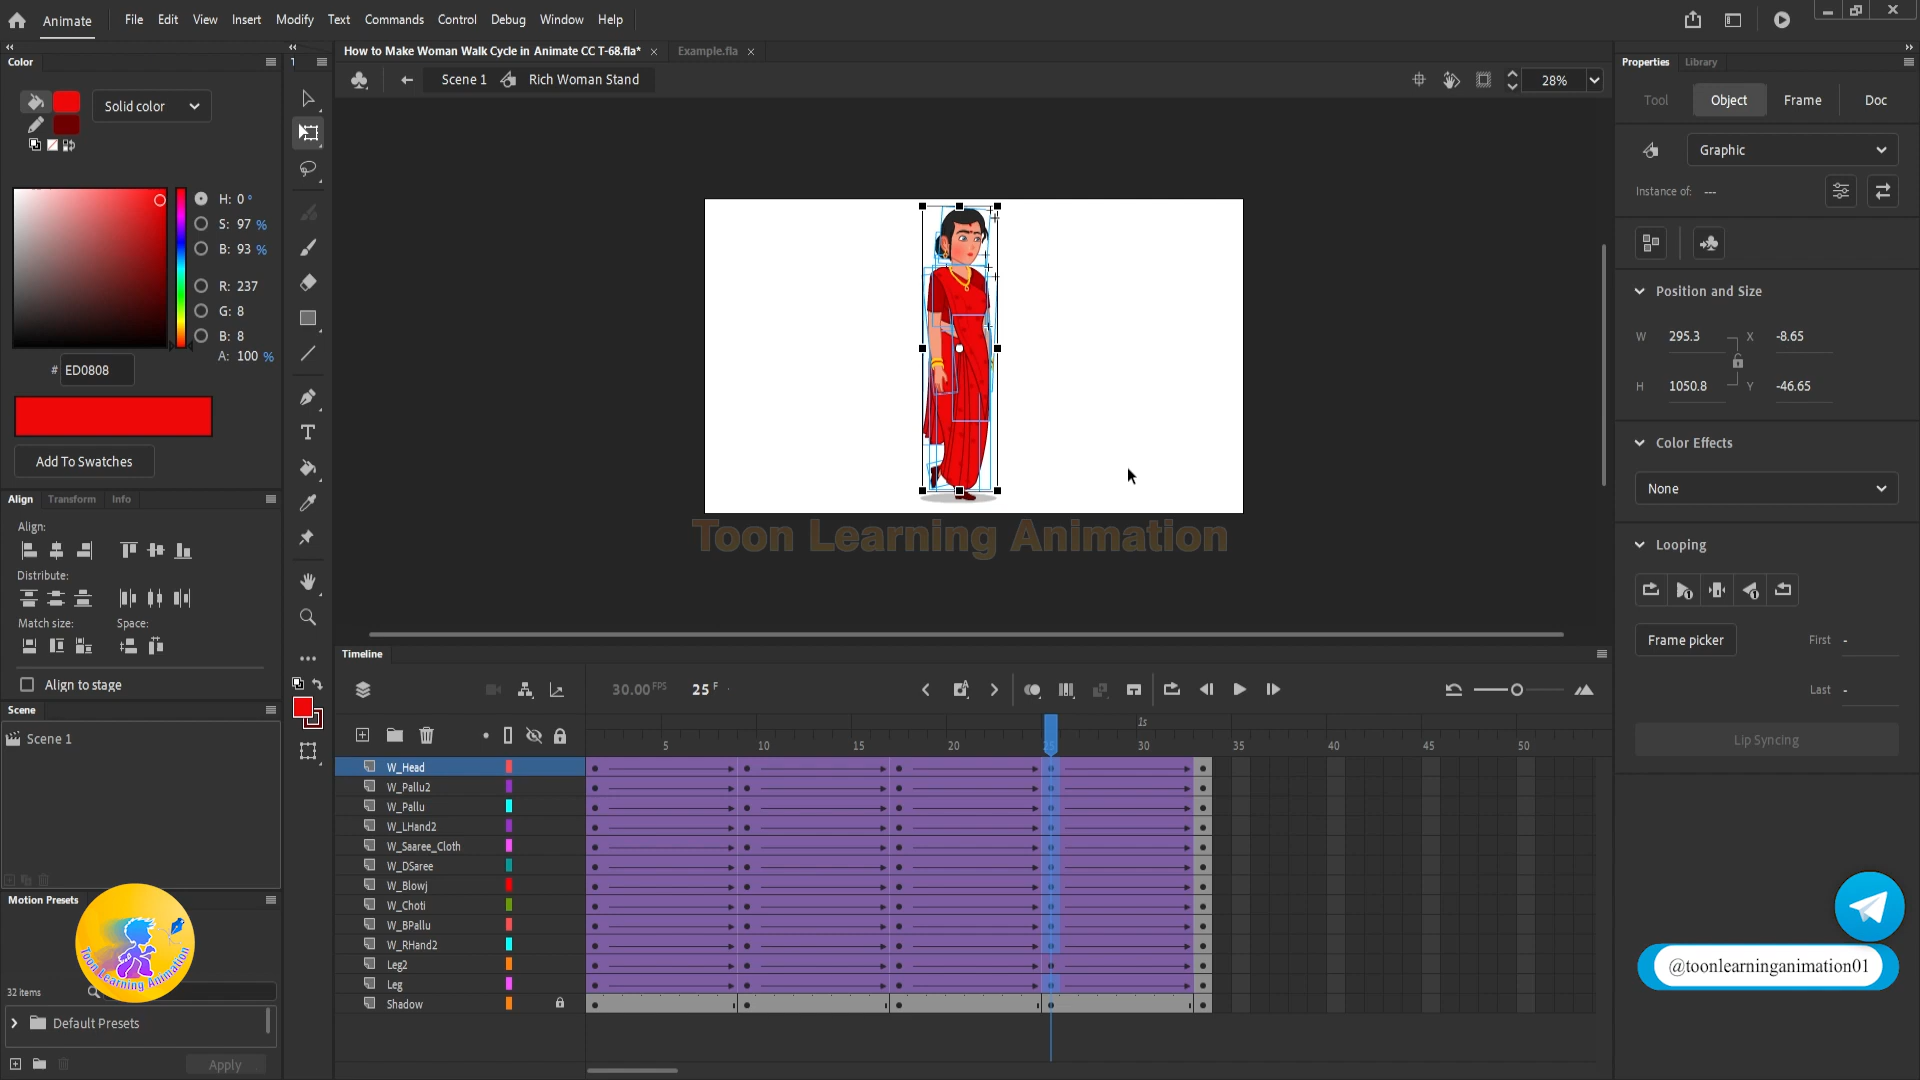 Animate
File Edit View Insert Modify Text Commands Control Debug Window Help
How to Make Woman Walk Cycle in Animate CC T-68.fla*
Example.fla
Scene 1
Rich Woman Stand
28%
Color
Solid color
H: 0 °
S: 97 %
B: 93 %
R: 237
G: 8
B: 8
A: 100 %
# ED0808
Add To Swatches
Align Transform Info
Align:
Distribute:
Match size: Space:
Align to stage
Scene
Scene 1
Motion Presets
Toon Learning Animation
32 items
Default Presets
Apply
Toon Learning Animation
Timeline
30.00 FPS 25 F
1s
5 10 15 20 25 30 35 40 45 50
W_Head
W_Pallu2
W_Pallu
W_LHand2
W_Saaree_Cloth
W_DSaree
W_Blowj
W_Choti
W_BPallu
W_RHand2
Leg2
Leg
Shadow
Properties Library
Tool Object Frame Doc
Graphic
Instance of: ---
Position and Size
W 295.3 X -8.65
H 1050.8 Y -46.65
Color Effects
None
Looping
Frame picker First -
Last -
Lip Syncing
@toonlearninganimation01